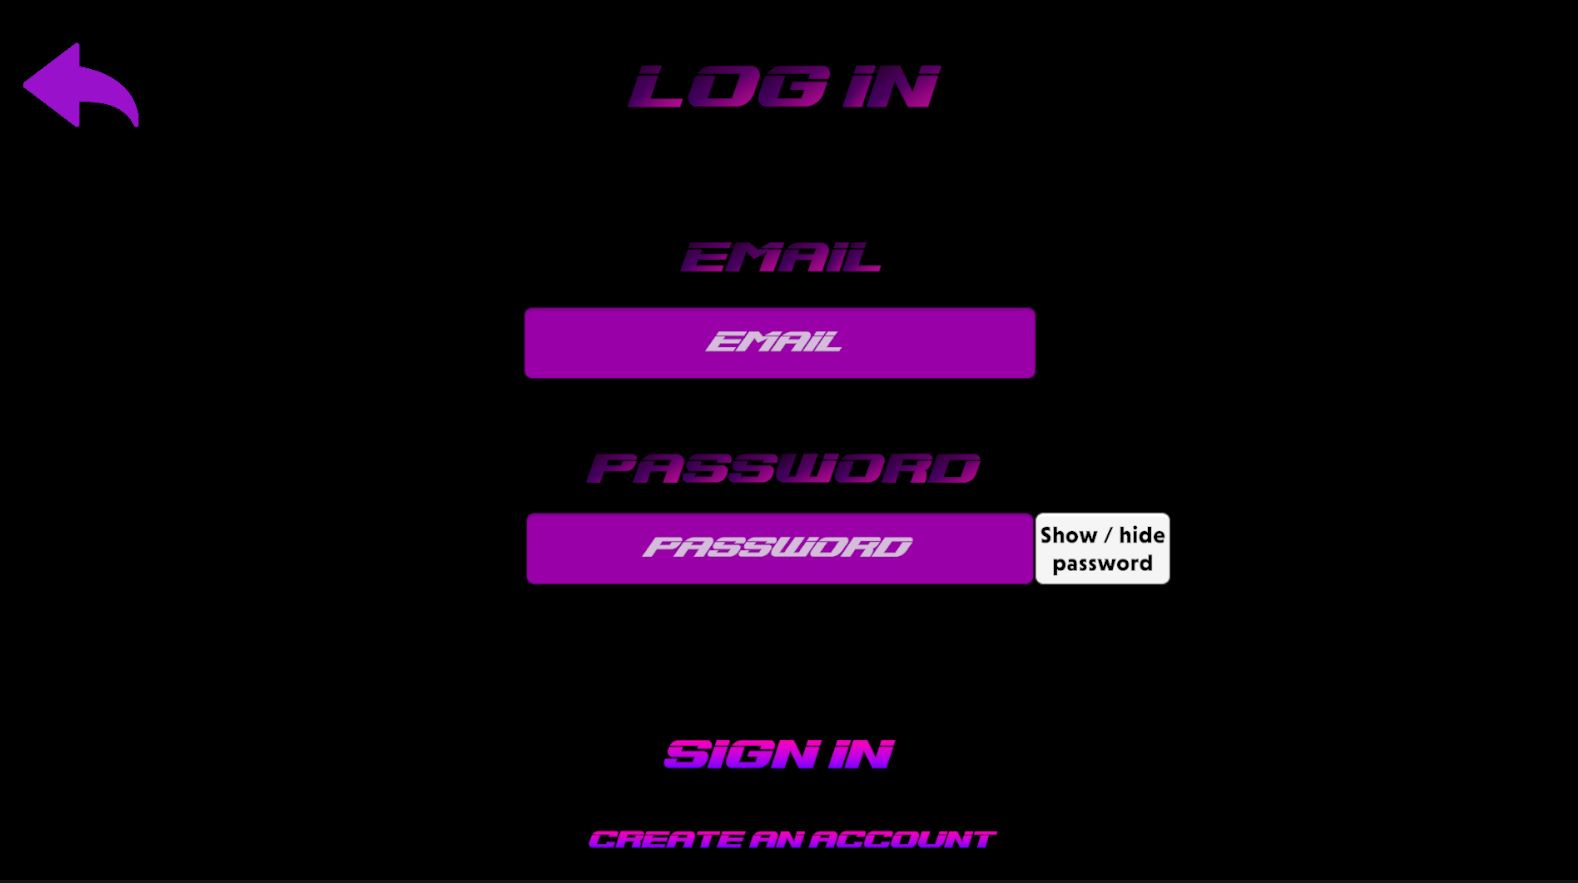 LOG IN
EMAIL
EMAIL
PASSWORD
PASSWORD
Show / hide
password
SIGN IN
CREATE AN ACCOUNT